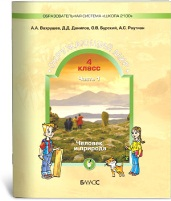 ОБРАЗОВАТЕЛЬНАЯ СИСТЕМА «ШКОЛА 2100»
А.А. Вахрушев, Д.Д. Данилов, О.В. Бурский, А.С. Раутиан
4 класс
Часть 1
Человек
и природа
БАЛАСС